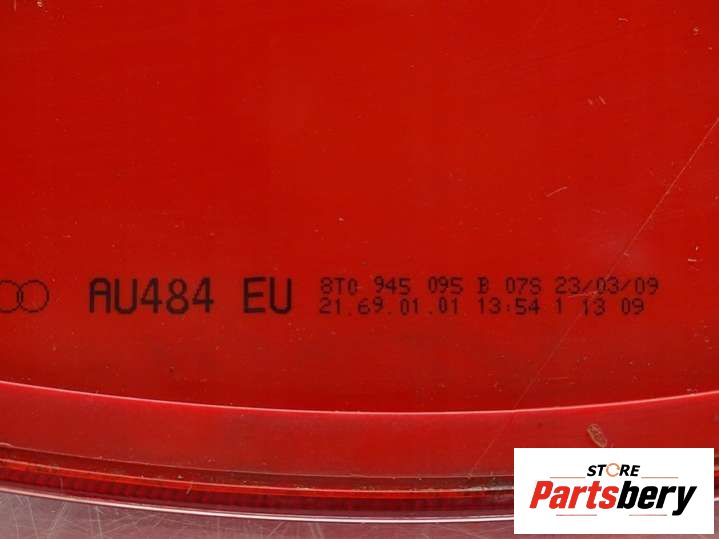 AU484 EU
8T0 945 095 B 07S 23/03/09
21.69.01.01 13:54 1 13 09
STORE
Partsbery